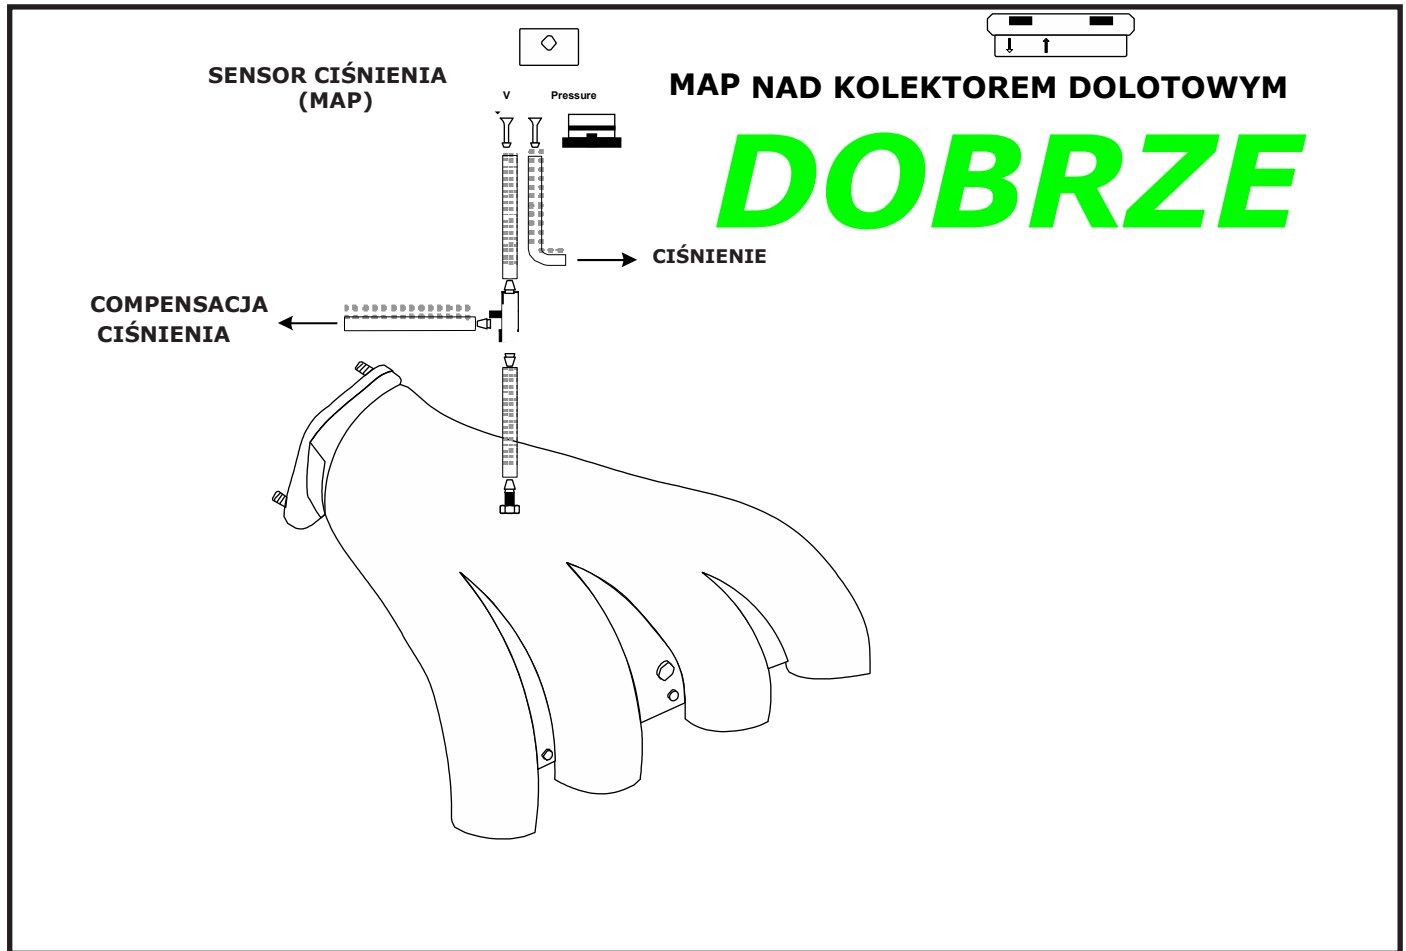 SENSOR CIŚNIENIA
(MAP)
V
Pressure
MAP NAD KOLEKTOREM DOLOTOWYM
DOBRZE
CIŚNIENIE
COMPENSACJA
CIŚNIENIA